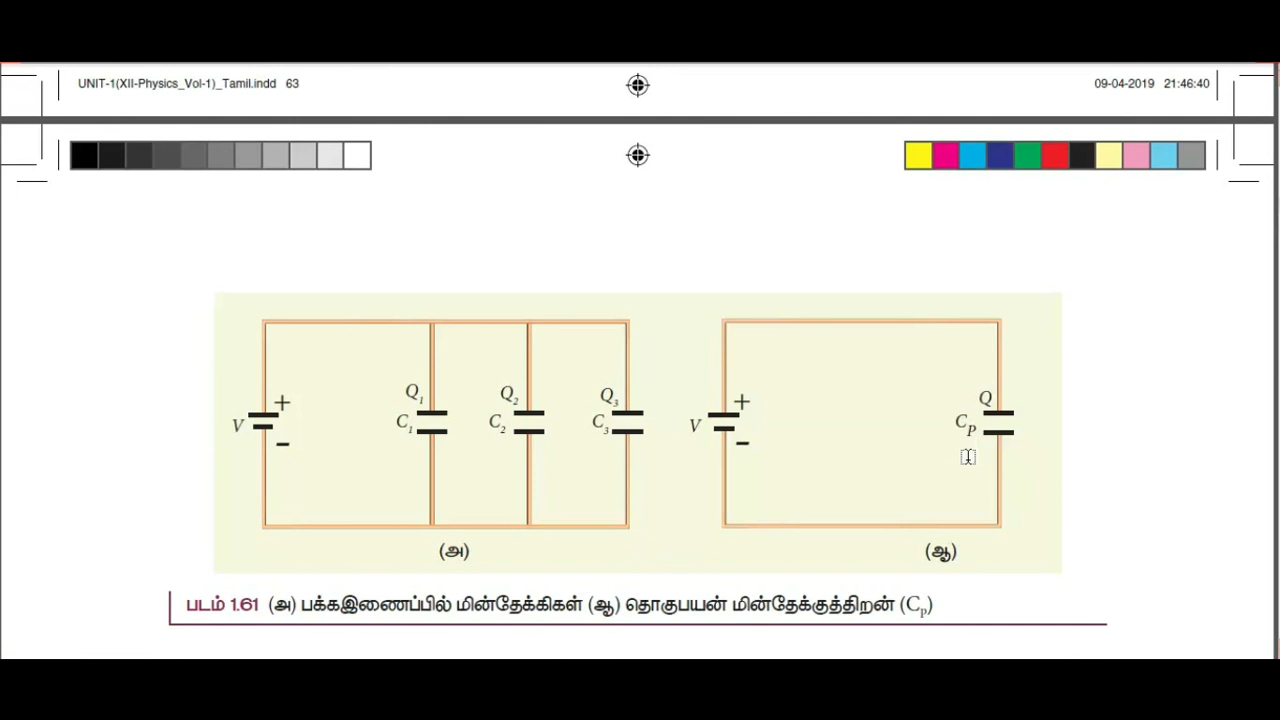 UNIT-1(XII-Physics_Vol-1)_Tamil.indd 63
09-04-2019 21:46:40
V + −
Q1 C1
Q2 C2
Q3 C3
(அ)
V + −
Q CP
(ஆ)
படம் 1.61 (அ) பக்கஇணைப்பில் மின்தேக்கிகள் (ஆ) தொகுபயன் மின்தேக்குத்திறன் (Cp)